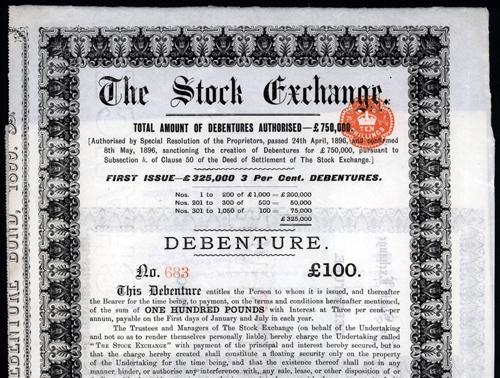 The Stock Exchange.
TOTAL AMOUNT OF DEBENTURES AUTHORISED—£750,000.
[Authorised by Special Resolution of the Proprietors, passed 24th April, 1896, and confirmed
8th May, 1896, sanctioning the creation of Debentures for £750,000, pursuant to
Subsection h. of Clause 50 of the Deed of Settlement of The Stock Exchange.]
TEN
SHILLINGS
FIRST ISSUE—£325,000 3 Per Cent. DEBENTURES.
Nos. 1 to 200 of £1,000 = £200,000
Nos. 201 to 300 of 500 = 50,000
Nos. 301 to 1,050 of 100 = 75,000
£325,000
DEBENTURE.
No. 683 £100.
This Debenture entitles the Person to whom it is issued, and thereafter
the Bearer for the time being, to payment, on the terms and conditions hereinafter mentioned,
of the sum of ONE HUNDRED POUNDS with Interest at Three per cent. per
annum, payable on the First days of January and July in each year.
The Trustees and Managers of The Stock Exchange (on behalf of the Undertaking
and not so as to render themselves personally liable) hereby charge the Undertaking called
"THE STOCK EXCHANGE" with payment of the principal and interest hereby secured, but so
that the charge hereby created shall constitute a floating security only on the property
of the Undertaking for the time being, and that the existence thereof shall not in any
manner hinder, or authorise any interference with, any sale, lease, or other disposition of or
DEBENTURE BOND, 1896.